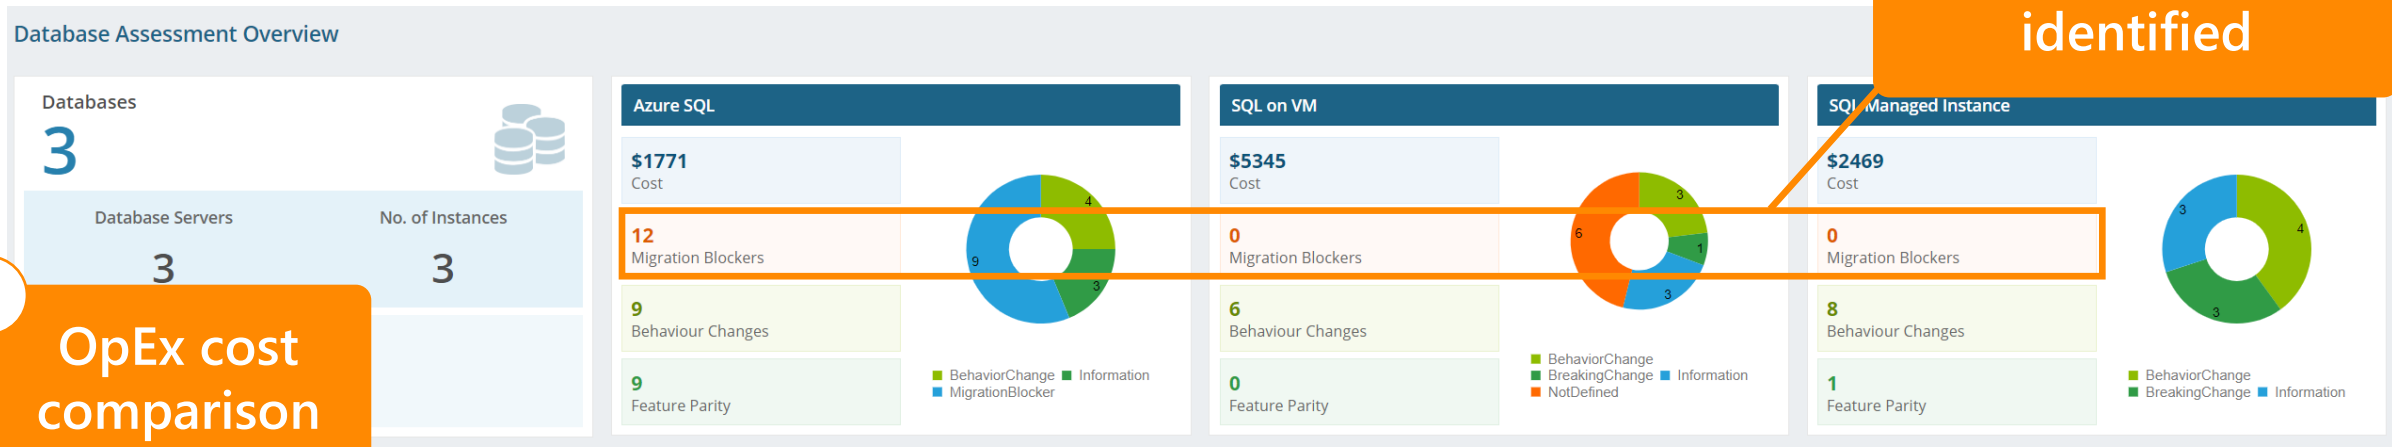 identified
Database Assessment Overview
Databases
3
Database Servers
No. of Instances
3
3
OpEx cost
comparison
Azure SQL
$1771
Cost
12
Migration Blockers
9
Behaviour Changes
9
Feature Parity
4
3
9
BehaviorChange
Information
MigrationBlocker
SQL on VM
$5345
Cost
0
Migration Blockers
6
Behaviour Changes
0
Feature Parity
3
1
3
6
BehaviorChange
BreakingChange
Information
NotDefined
SQL Managed Instance
$2469
Cost
0
Migration Blockers
8
Behaviour Changes
1
Feature Parity
4
3
3
BehaviorChange
BreakingChange
Information